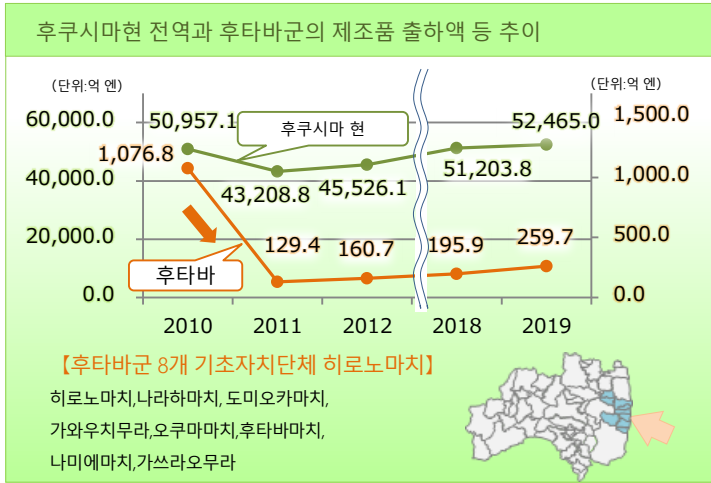 후쿠시마현 전역과 후타바군의 제조품 출하액 등 추이
(단위:억 엔)
(단위:억 엔)
60,000.0
40,000.0
20,000.0
0.0
1,500.0
1,000.0
500.0
0.0
50,957.1
후쿠시마 현
52,465.0
1,076.8
43,208.8
45,526.1
51,203.8
129.4
160.7
195.9
259.7
후타바
2010
2011
2012
2018
2019
【후타바군 8개 기초자치단체 히로노마치】
히로노마치,나라하마치, 도미오카마치,
가와우치무라,오쿠마마치,후타바마치,
나미에마치,가쓰라오무라